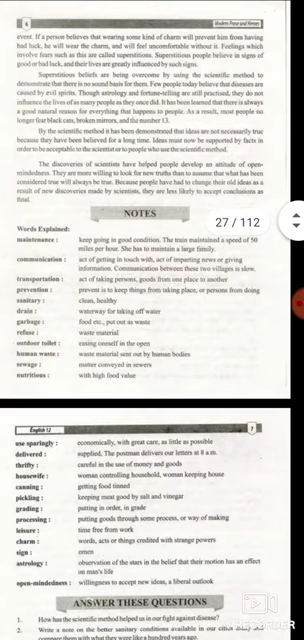 6
Modern Prose and Heroes
event. If a person believes that wearing some kind of charm will prevent him from having
bad luck, he will wear the charm, and will feel uncomfortable without it. Feelings which
involve fears such as this are called superstitions. Superstitious people believe in signs of
good or bad luck, and their lives are greatly influenced by such signs.
Superstitious beliefs are being overcome by using the scientific method to
demonstrate that there is no sound basis for them. Few people today believe that diseases are
caused by evil spirits. Though astrology and fortune-selling are still practised, they do not
influence the lives of as many people as they once did. It has been learned that there is always
a good natural reason for everything that happens to people. As a result, most people no
longer fear black cats, broken mirrors, and the number 13.
By the scientific method it has been demonstrated that ideas are not necessarily true
because they have been believed for a long time. Ideas must now be supported by facts in
order to be acceptable to the scientist or to people who use the scientific method.
The discoveries of scientists have helped people develop an attitude of open-
mindedness. They are more willing to look for new truths than to assume that what has been
considered true will always be true. Because people have had to change their old ideas as a
result of new discoveries made by scientists, they are less likely to accept conclusions as
final.
NOTES
27 / 112
Words Explained:
maintenance : keep going in good condition. The train maintained a speed of 50
miles per hour. She has to maintain a large family.
communication : act of getting in touch with, act of imparting news or giving
information. Communication between these two villages is slow.
transportation : act of taking persons, goods from one place to another
prevention : prevent is to keep things from taking place, or persons from doing
sanitary : clean, healthy
drain : waterway for taking off water
garbage : food etc., put out as waste
refuse : waste material
outdoor toilet : easing oneself in the open
human waste : waste material sent out by human bodies
sewage : matter conveyed in sewers
nutritious : with high food value
English 12
7
use sparingly : economically, with great care, as little as possible
delivered : supplied, The postman delivers our letters at 8 a.m.
thrifty : careful in the use of money and goods
housewife : woman controlling household, woman keeping house
canning : getting food tinned
pickling : keeping meat good by salt and vinegar
grading : putting in order, in grade
processing : putting goods through some process, or way of making
leisure : time free from work
charm : words, acts or things credited with strange powers
sign : omen
astrology : observation of the stars in the belief that their motion has an effect
on man's life
open-mindedness : willingness to accept new ideas, a liberal outlook
ANSWER THESE QUESTIONS
1. How has the scientific method helped us in our fight against disease?
2. Write a note on the better sanitary conditions available in our
compare them with what they were like a hundred years ago.